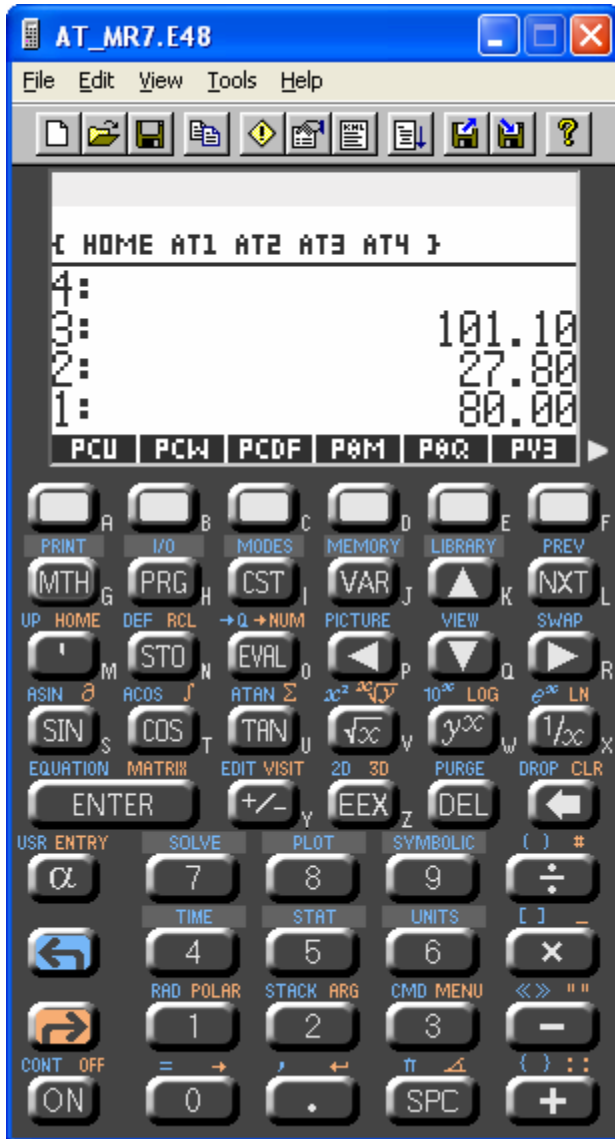 AT_MR7.E48
File Edit View Tools Help
{ HOME AT1 AT2 AT3 AT4 }
4:
3: 101.10
2: 27.80
1: 80.00
PCU PCW PCDF PθM PθQ PV3
A B C D E F
PRINT I/O MODES MEMORY LIBRARY PREV
MTH G PRG H CST I VAR J ▲ K NXT L
UP HOME DEF RCL →Q →NUM PICTURE VIEW SWAP
' M STO N EVAL O ◀ P ▼ Q ▶ R
ASIN ∂ ACOS ∫ ATAN Σ x² ˣ√y 10ˣ LOG eˣ LN
SIN S COS T TAN U √x V yˣ W 1/x X
EQUATION MATRIX EDIT VISIT 2D 3D PURGE DROP CLR
ENTER +/- Y EEX Z DEL
USR ENTRY SOLVE PLOT SYMBOLIC ( ) #
α 7 8 9 ÷
TIME STAT UNITS [ ] _
4 5 6 ×
RAD POLAR STACK ARG CMD MENU « » " "
1 2 3 −
CONT OFF = → , ↵ π ∠ { } : :
ON 0 . SPC +